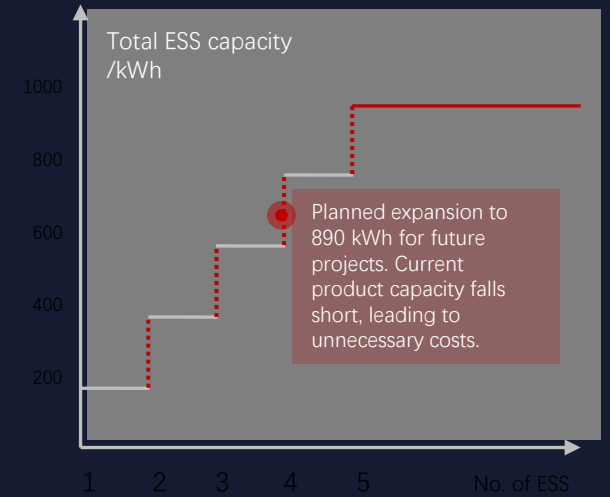 Total ESS capacity
/kWh
1000
800
600
400
200
Planned expansion to
890 kWh for future
projects. Current
product capacity falls
short, leading to
unnecessary costs.
1 2 3 4 5 No. of ESS